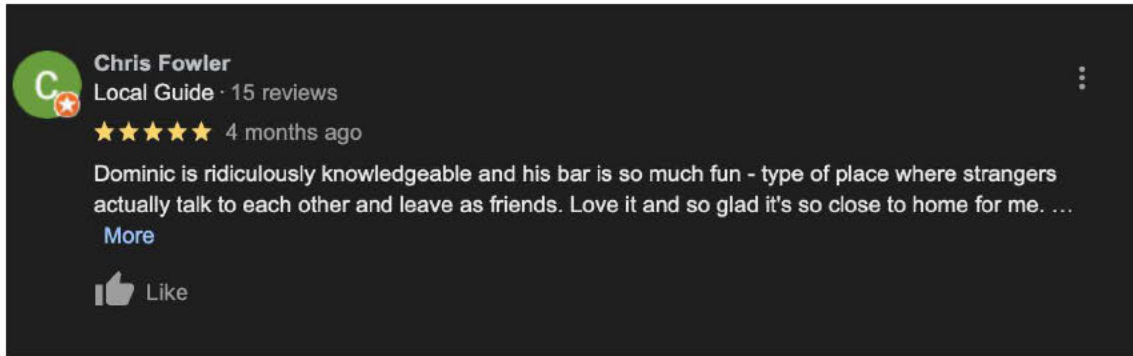 C
Chris Fowler
Local Guide · 15 reviews
4 months ago
Dominic is ridiculously knowledgeable and his bar is so much fun - type of place where strangers
actually talk to each other and leave as friends. Love it and so glad it's so close to home for me. …
More
Like